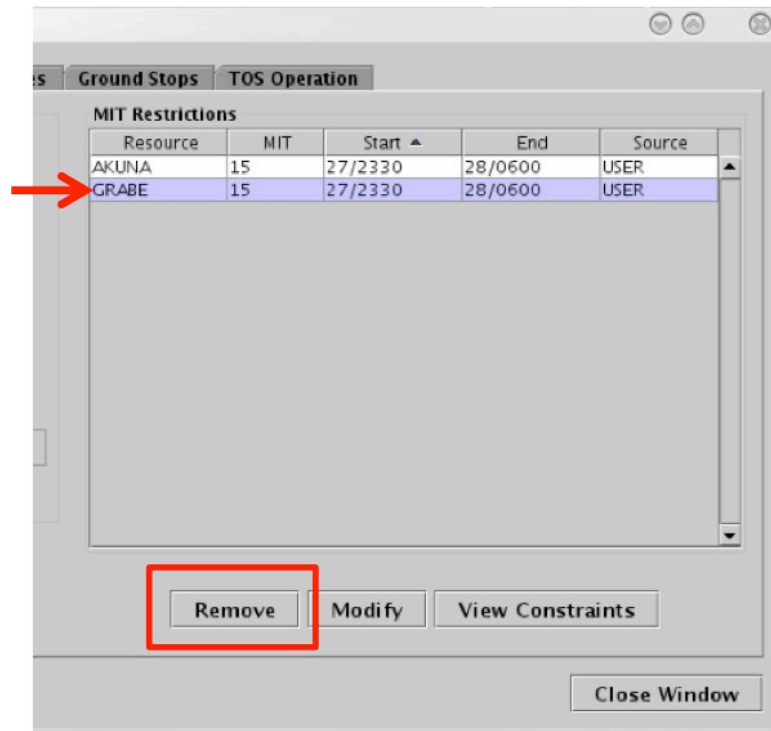 es Ground Stops TOS Operation
MIT Restrictions
Resource MIT Start End Source
AKUNA 15 27/2330 28/0600 USER
GRABE 15 27/2330 28/0600 USER
Remove Modify View Constraints
Close Window